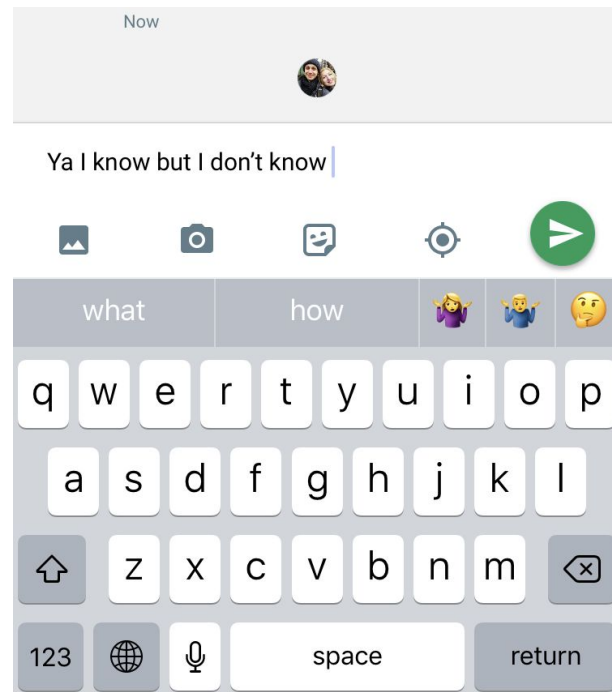 Now
Ya I know but I don’t know
what how
q w e r t y u i o p
a s d f g h j k l
z x c v b n m
123 space return